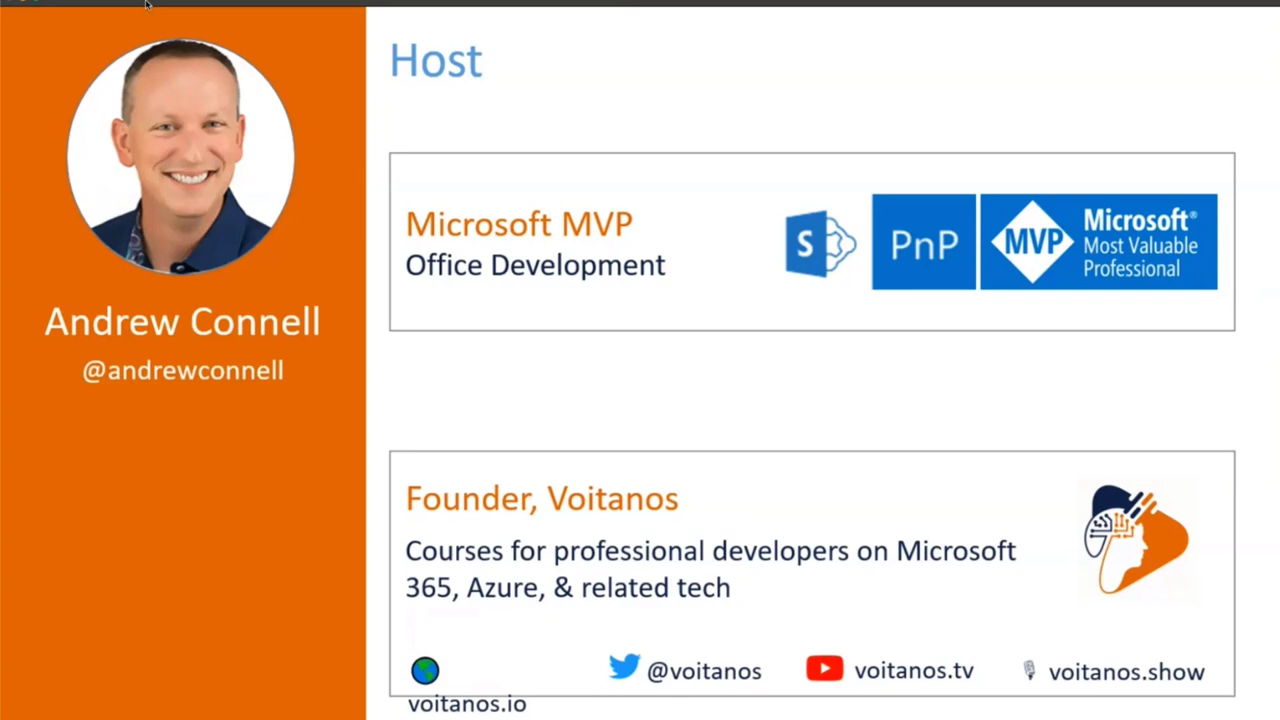 Host
Andrew Connell
@andrewconnell
Microsoft MVP
Office Development
S
PnP
MVP
Microsoft®
Most Valuable
Professional
Founder, Voitanos
Courses for professional developers on Microsoft
365, Azure, & related tech
voitanos.io
@voitanos
voitanos.tv
voitanos.show